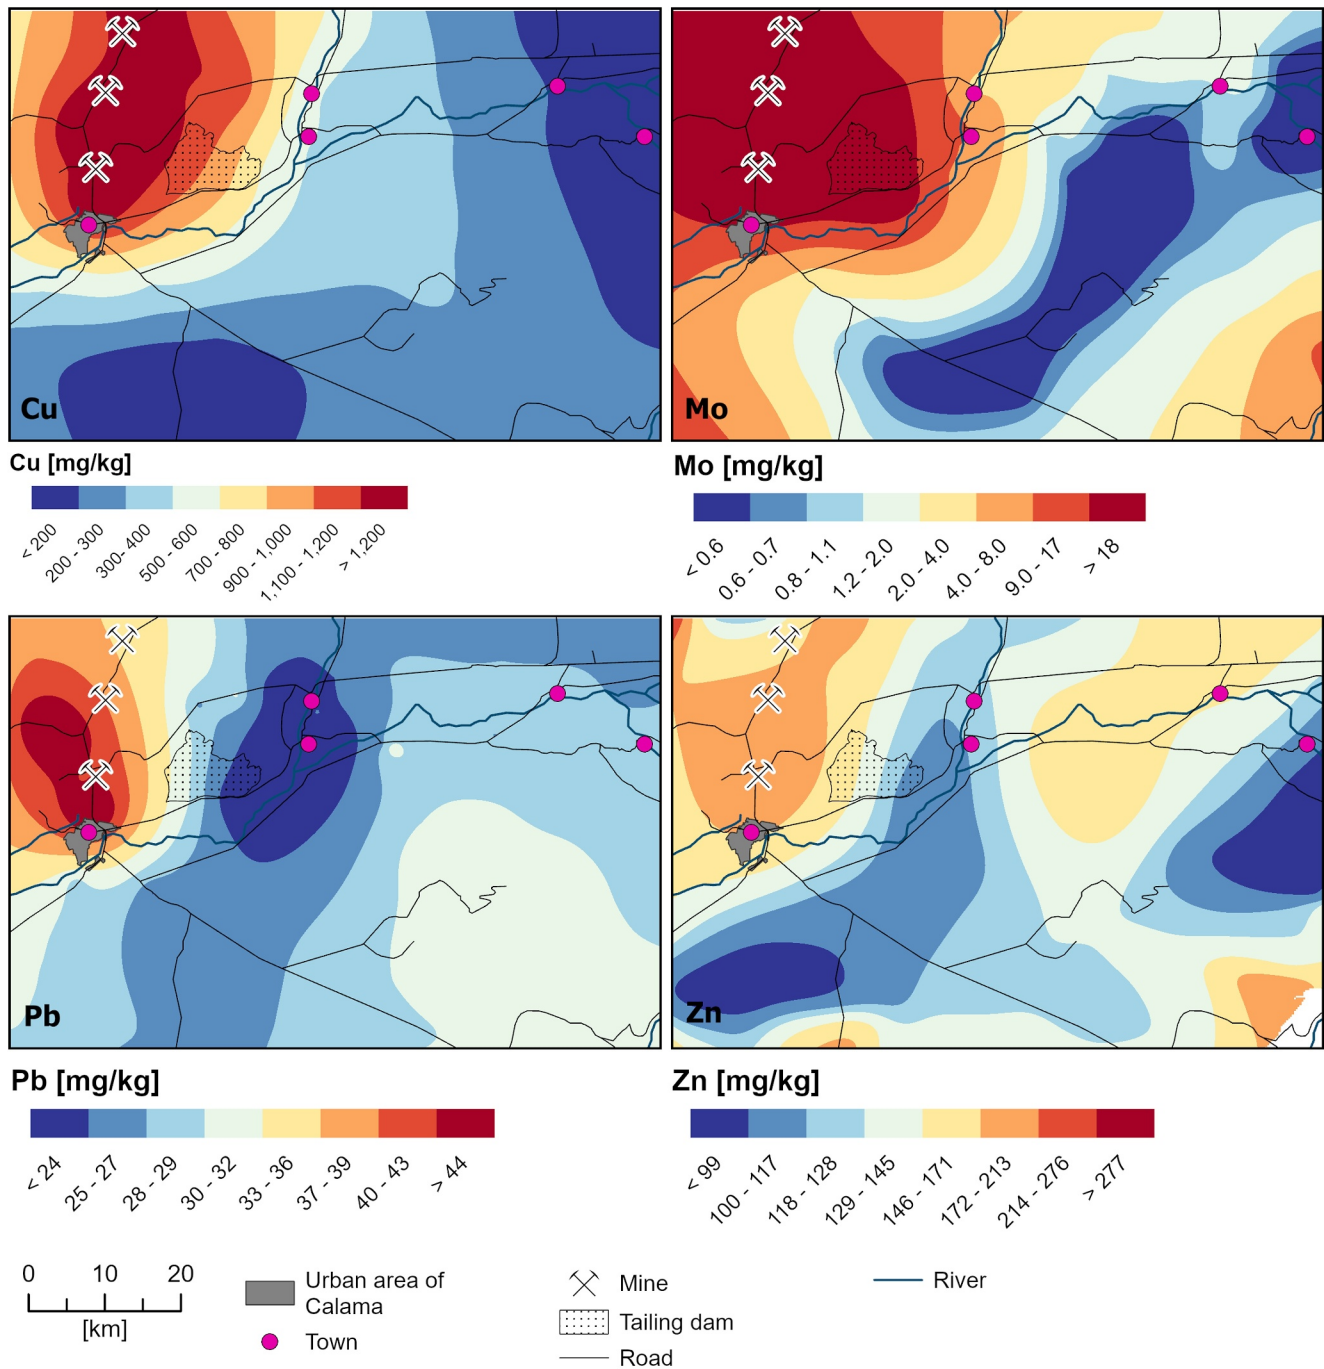 Cu
Mo
Cu [mg/kg]
< 200
200 - 300
300- 400
500 - 600
700 - 800
900 - 1,000
1,100 - 1,200
> 1,200
Mo [mg/kg]
< 0.6
0.6 - 0.7
0.8 - 1.1
1.2 - 2.0
2.0 - 4.0
4.0 - 8.0
9.0 - 17
> 18
Pb
Zn
Pb [mg/kg]
< 24
25 - 27
28 - 29
30 - 32
33 - 36
37 - 39
40 - 43
> 44
Zn [mg/kg]
< 99
100 - 117
118 - 128
129 - 145
146 - 171
172 - 213
214 - 276
> 277
0 10 20
[km]
Urban area of
Calama
Town
Mine
Tailing dam
Road
River